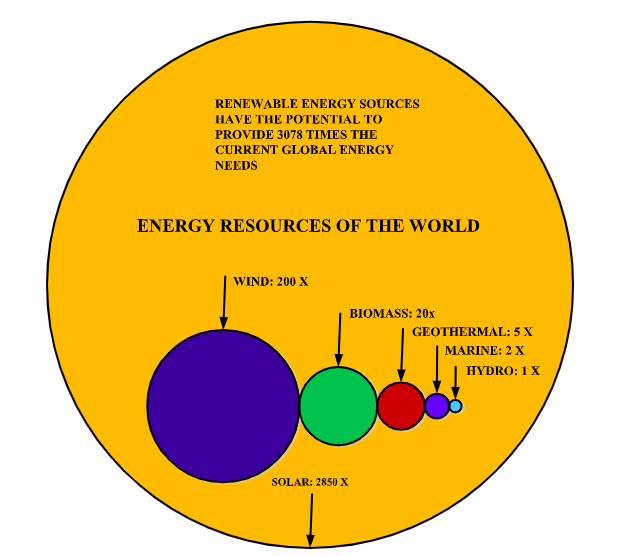 RENEWABLE ENERGY SOURCES
HAVE THE POTENTIAL TO
PROVIDE 3078 TIMES THE
CURRENT GLOBAL ENERGY
NEEDS
ENERGY RESOURCES OF THE WORLD
WIND: 200 X
BIOMASS: 20x
GEOTHERMAL: 5 X
MARINE: 2 X
HYDRO: 1 X
SOLAR: 2850 X